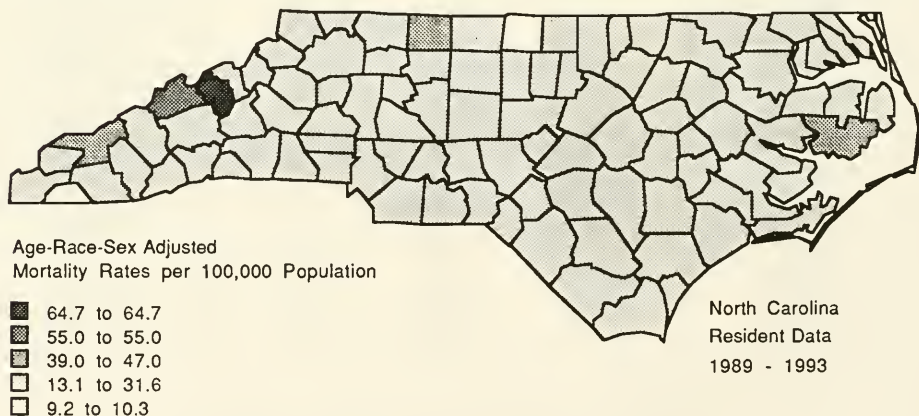 Age-Race-Sex Adjusted
Mortality Rates per 100,000 Population
64.7 to 64.7
55.0 to 55.0
39.0 to 47.0
13.1 to 31.6
9.2 to 10.3
North Carolina
Resident Data
1989 - 1993